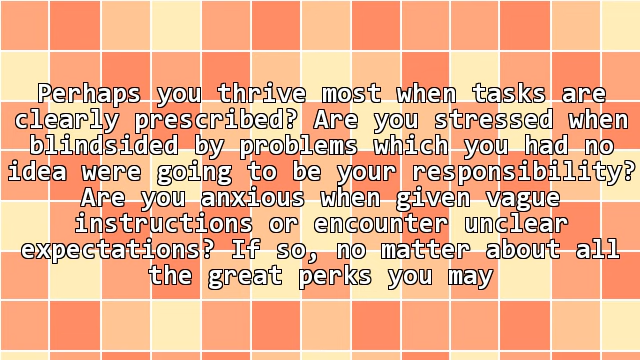 Perhaps you thrive most when tasks are
clearly prescribed? Are you stressed when
blindsided by problems which you had no
idea were going to be your responsibility?
Are you anxious when given vague
instructions or encounter unclear
expectations? If so, no matter about all
the great perks you may